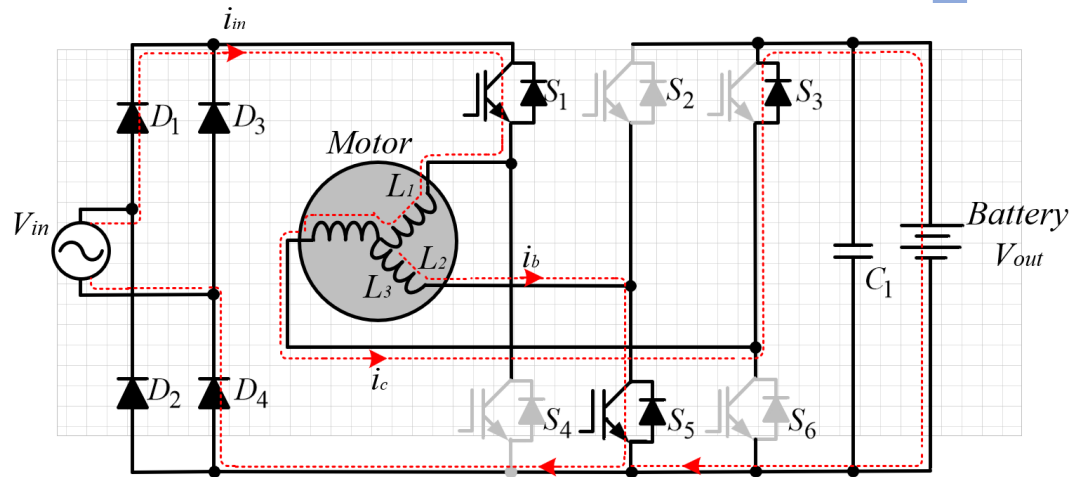 i_in
S₁
S₂
S₃
D₁
D₃
Motor
L₁
V_in
Battery
V_out
L₂
i_b
L₃
C₁
i_c
D₂
D₄
S₄
S₅
S₆